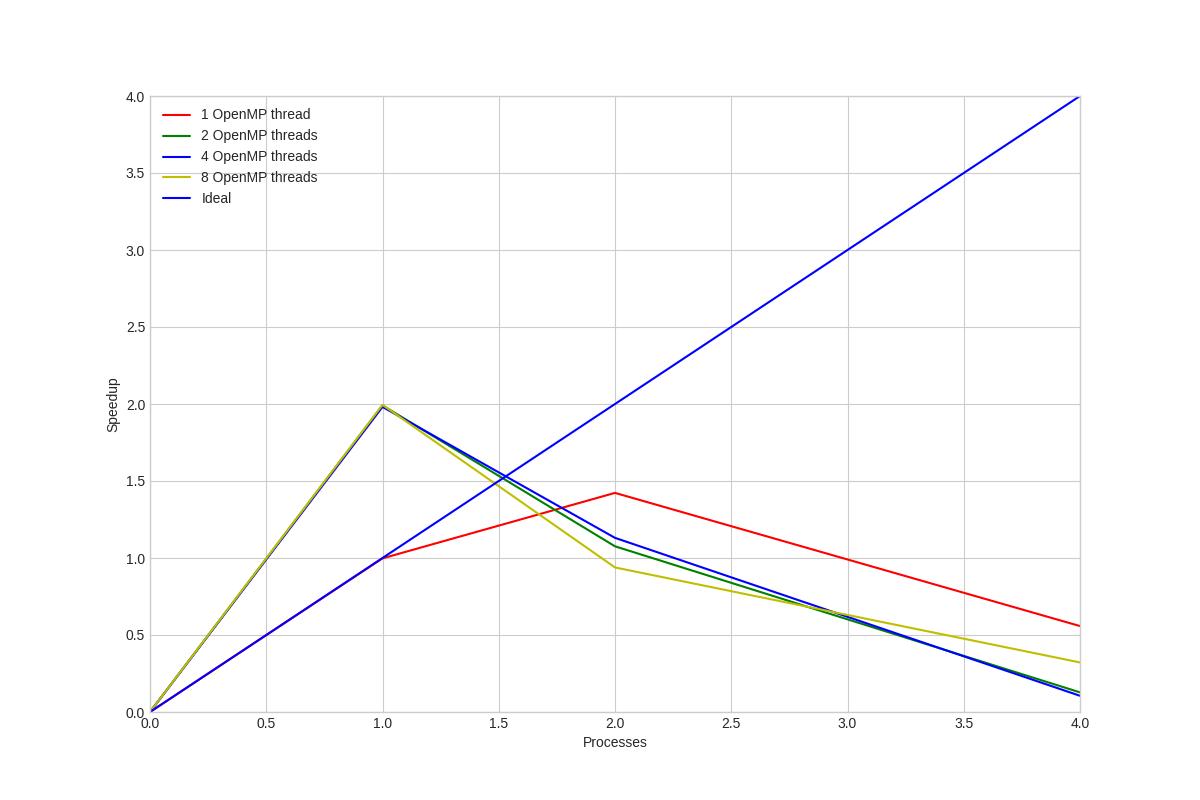 4.0
3.5
3.0
2.5
2.0
1.5
1.0
0.5
0.0
Speedup
1 OpenMP thread
2 OpenMP threads
4 OpenMP threads
8 OpenMP threads
Ideal
0.0 0.5 1.0 1.5 2.0 2.5 3.0 3.5 4.0
Processes